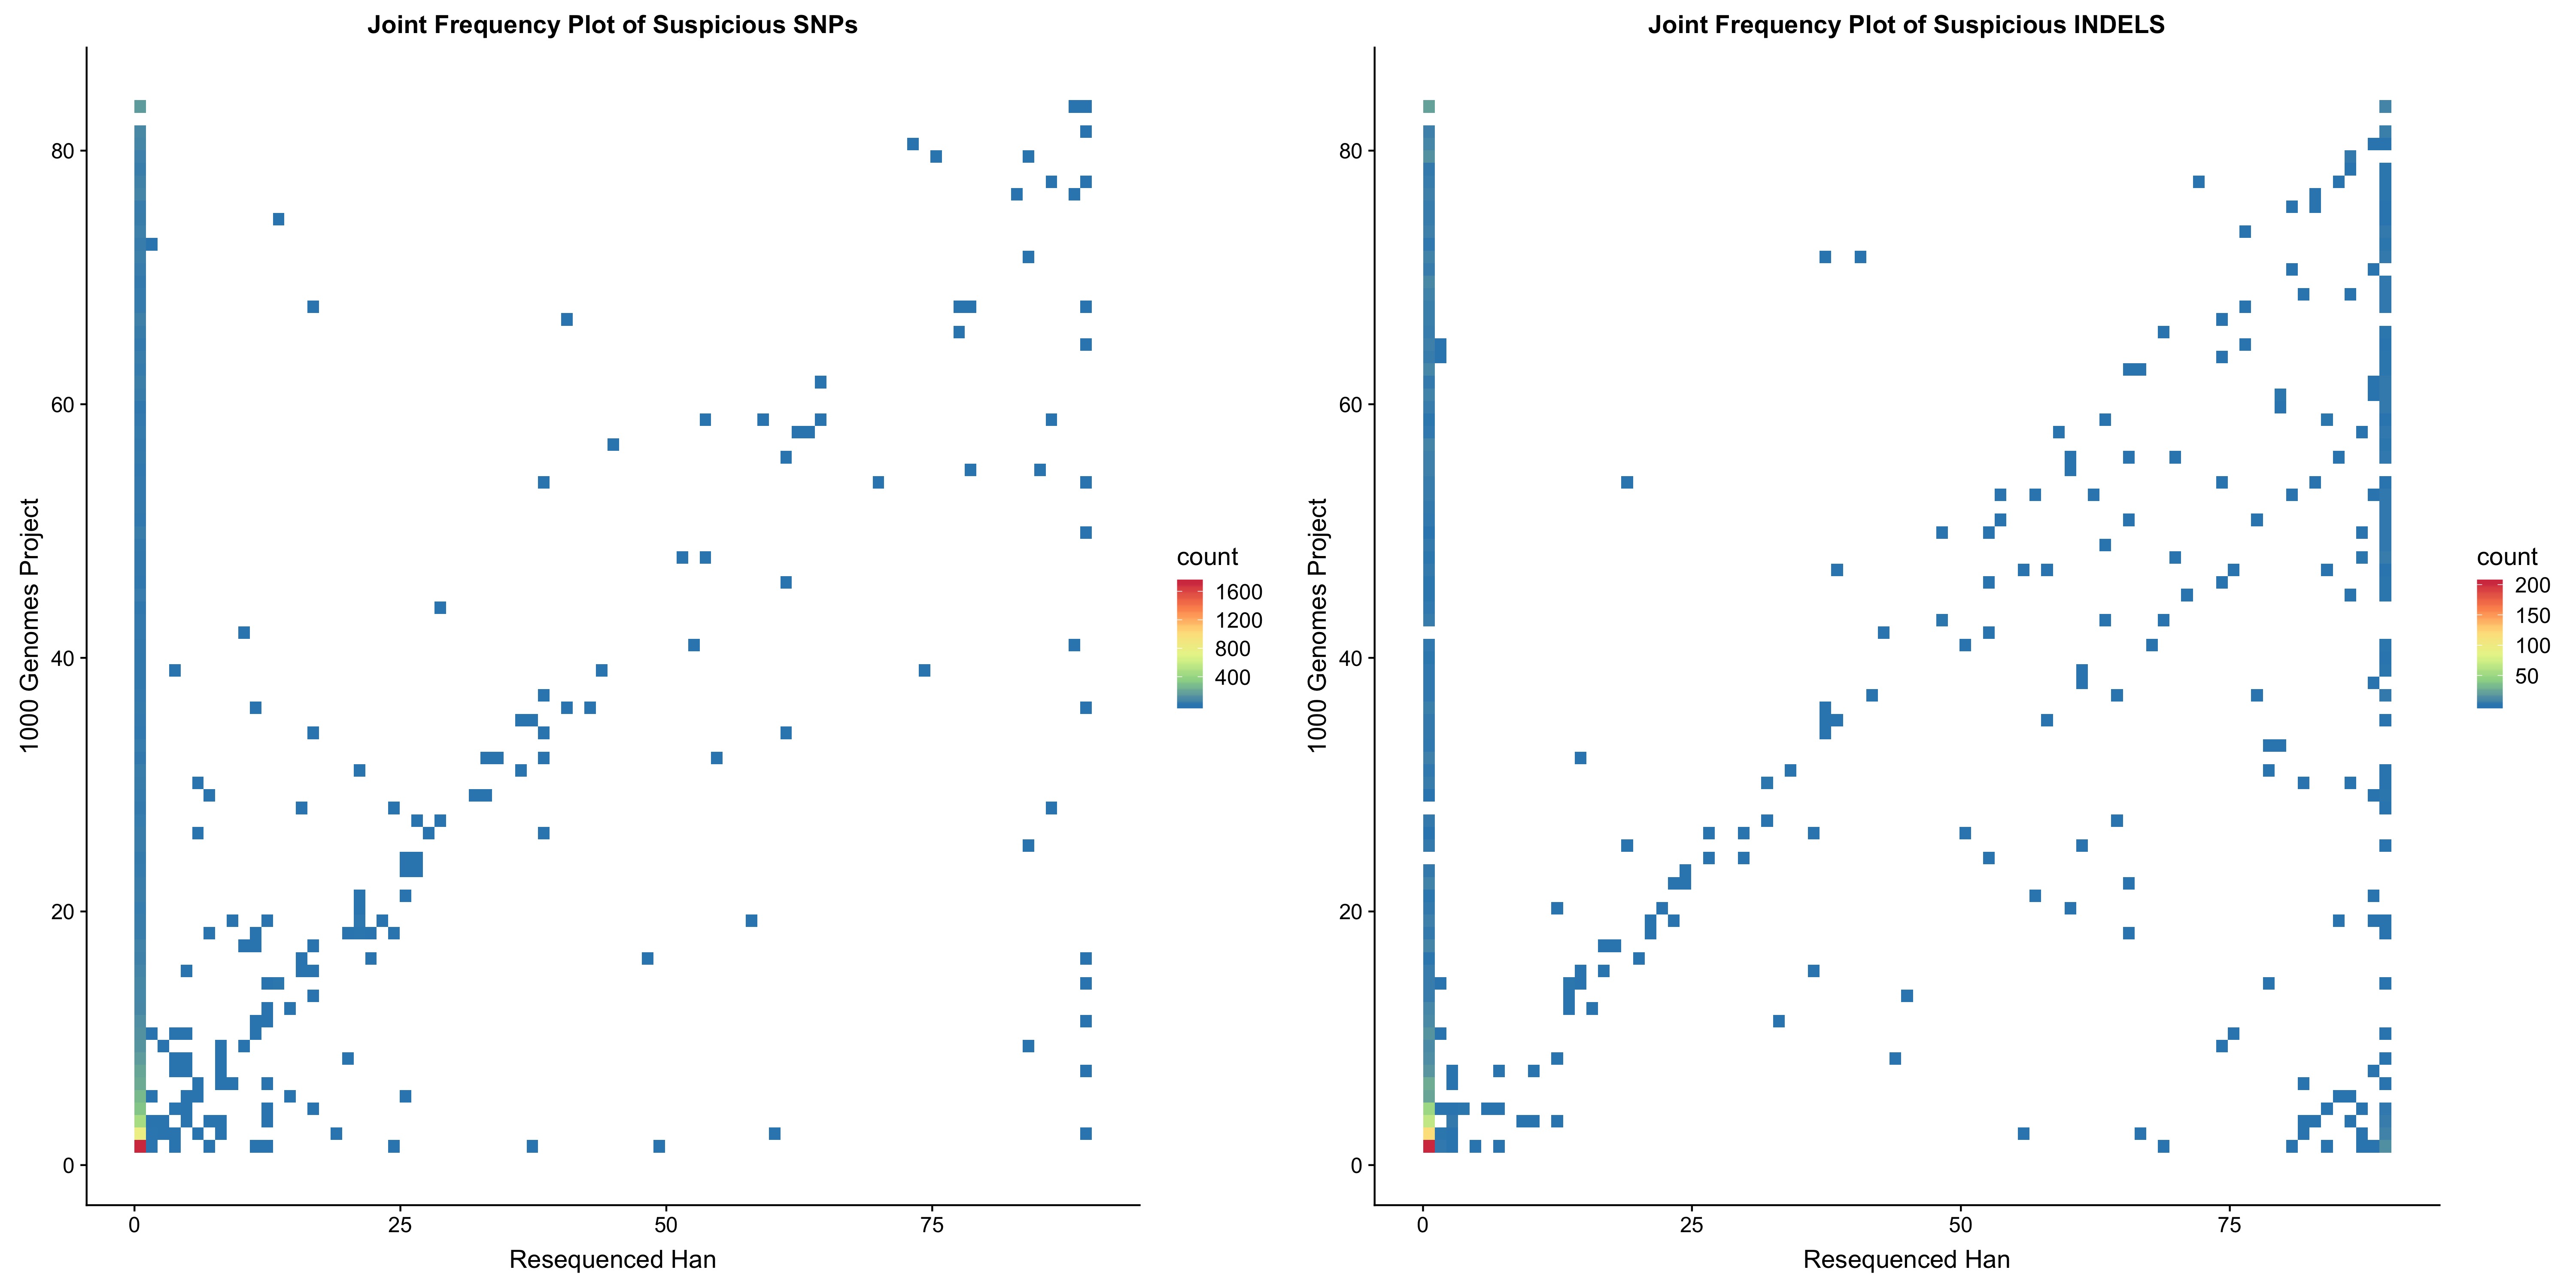 Joint Frequency Plot of Suspicious SNPs
80
60
40
20
0
1000 Genomes Project
0 25 50 75
Resequenced Han
count
1600
1200
800
400
Joint Frequency Plot of Suspicious INDELS
80
60
40
20
0
1000 Genomes Project
0 25 50 75
Resequenced Han
count
200
150
100
50